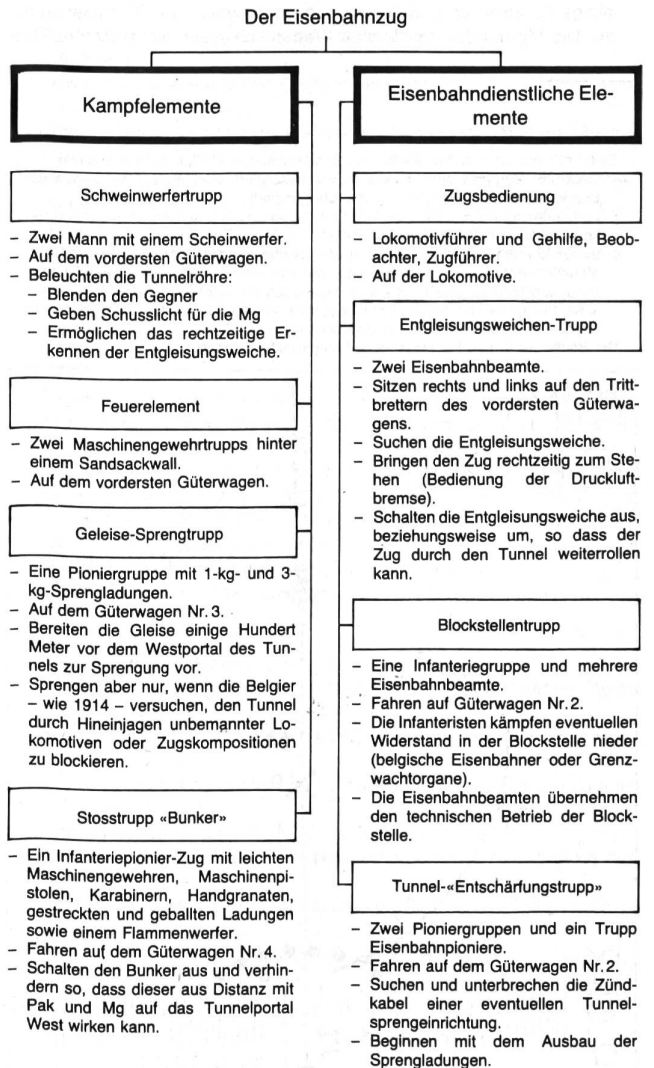 Der Eisenbahnzug
Kampfelemente
Schweinwerfertrupp
– Zwei Mann mit einem Scheinwerfer.
– Auf dem vordersten Güterwagen.
– Beleuchten die Tunnelröhre:
– Blenden den Gegner
– Geben Schusslicht für die Mg
– Ermöglichen das rechtzeitige Er-
kennen der Entgleisungsweiche.
Feuerelement
– Zwei Maschinengewehrtrupps hinter
einem Sandsackwall.
– Auf dem vordersten Güterwagen.
Geleise-Sprengtrupp
– Eine Pioniergruppe mit 1-kg- und 3-
kg-Sprengladungen.
– Auf dem Güterwagen Nr. 3.
– Bereiten die Gleise einige Hundert
Meter vor dem Westportal des Tun-
nels zur Sprengung vor.
– Sprengen aber nur, wenn die Belgier
– wie 1914 – versuchen, den Tunnel
durch Hineinjagen unbemannter Lo-
komotiven oder Zugskompositionen
zu blockieren.
Stosstrupp «Bunker»
– Ein Infanteriepionier-Zug mit leichten
Maschinengewehren, Maschinenpi-
stolen, Karabinern, Handgranaten,
gestreckten und geballten Ladungen
sowie einem Flammenwerfer.
– Fahren auf dem Güterwagen Nr. 4.
– Schalten den Bunker aus und verhin-
dern so, dass dieser aus Distanz mit
Pak und Mg auf das Tunnelportal
West wirken kann.
Eisenbahndienstliche Ele-
mente
Zugsbedienung
– Lokomotivführer und Gehilfe, Beob-
achter, Zugführer.
– Auf der Lokomotive.
Entgleisungsweichen-Trupp
– Zwei Eisenbahnbeamte.
– Sitzen rechts und links auf den Tritt-
brettern des vordersten Güterwa-
gens.
– Suchen die Entgleisungsweiche.
– Bringen den Zug rechtzeitig zum Ste-
hen (Bedienung der Druckluft-
bremse).
– Schalten die Entgleisungsweiche aus,
beziehungsweise um, so dass der
Zug durch den Tunnel weiterrollen
kann.
Blockstellentrupp
– Eine Infanteriegruppe und mehrere
Eisenbahnbeamte.
– Fahren auf Güterwagen Nr. 2.
– Die Infanteristen kämpfen eventuellen
Widerstand in der Blockstelle nieder
(belgische Eisenbahner oder Grenz-
wachtorgane).
– Die Eisenbahnbeamten übernehmen
den technischen Betrieb der Block-
stelle.
Tunnel-«Entschärfungstrupp»
– Zwei Pioniergruppen und ein Trupp
Eisenbahnpioniere.
– Fahren auf dem Güterwagen Nr. 2.
– Suchen und unterbrechen die Zünd-
kabel einer eventuellen Tunnel-
sprengeinrichtung.
– Beginnen mit dem Ausbau der
Sprengladungen.